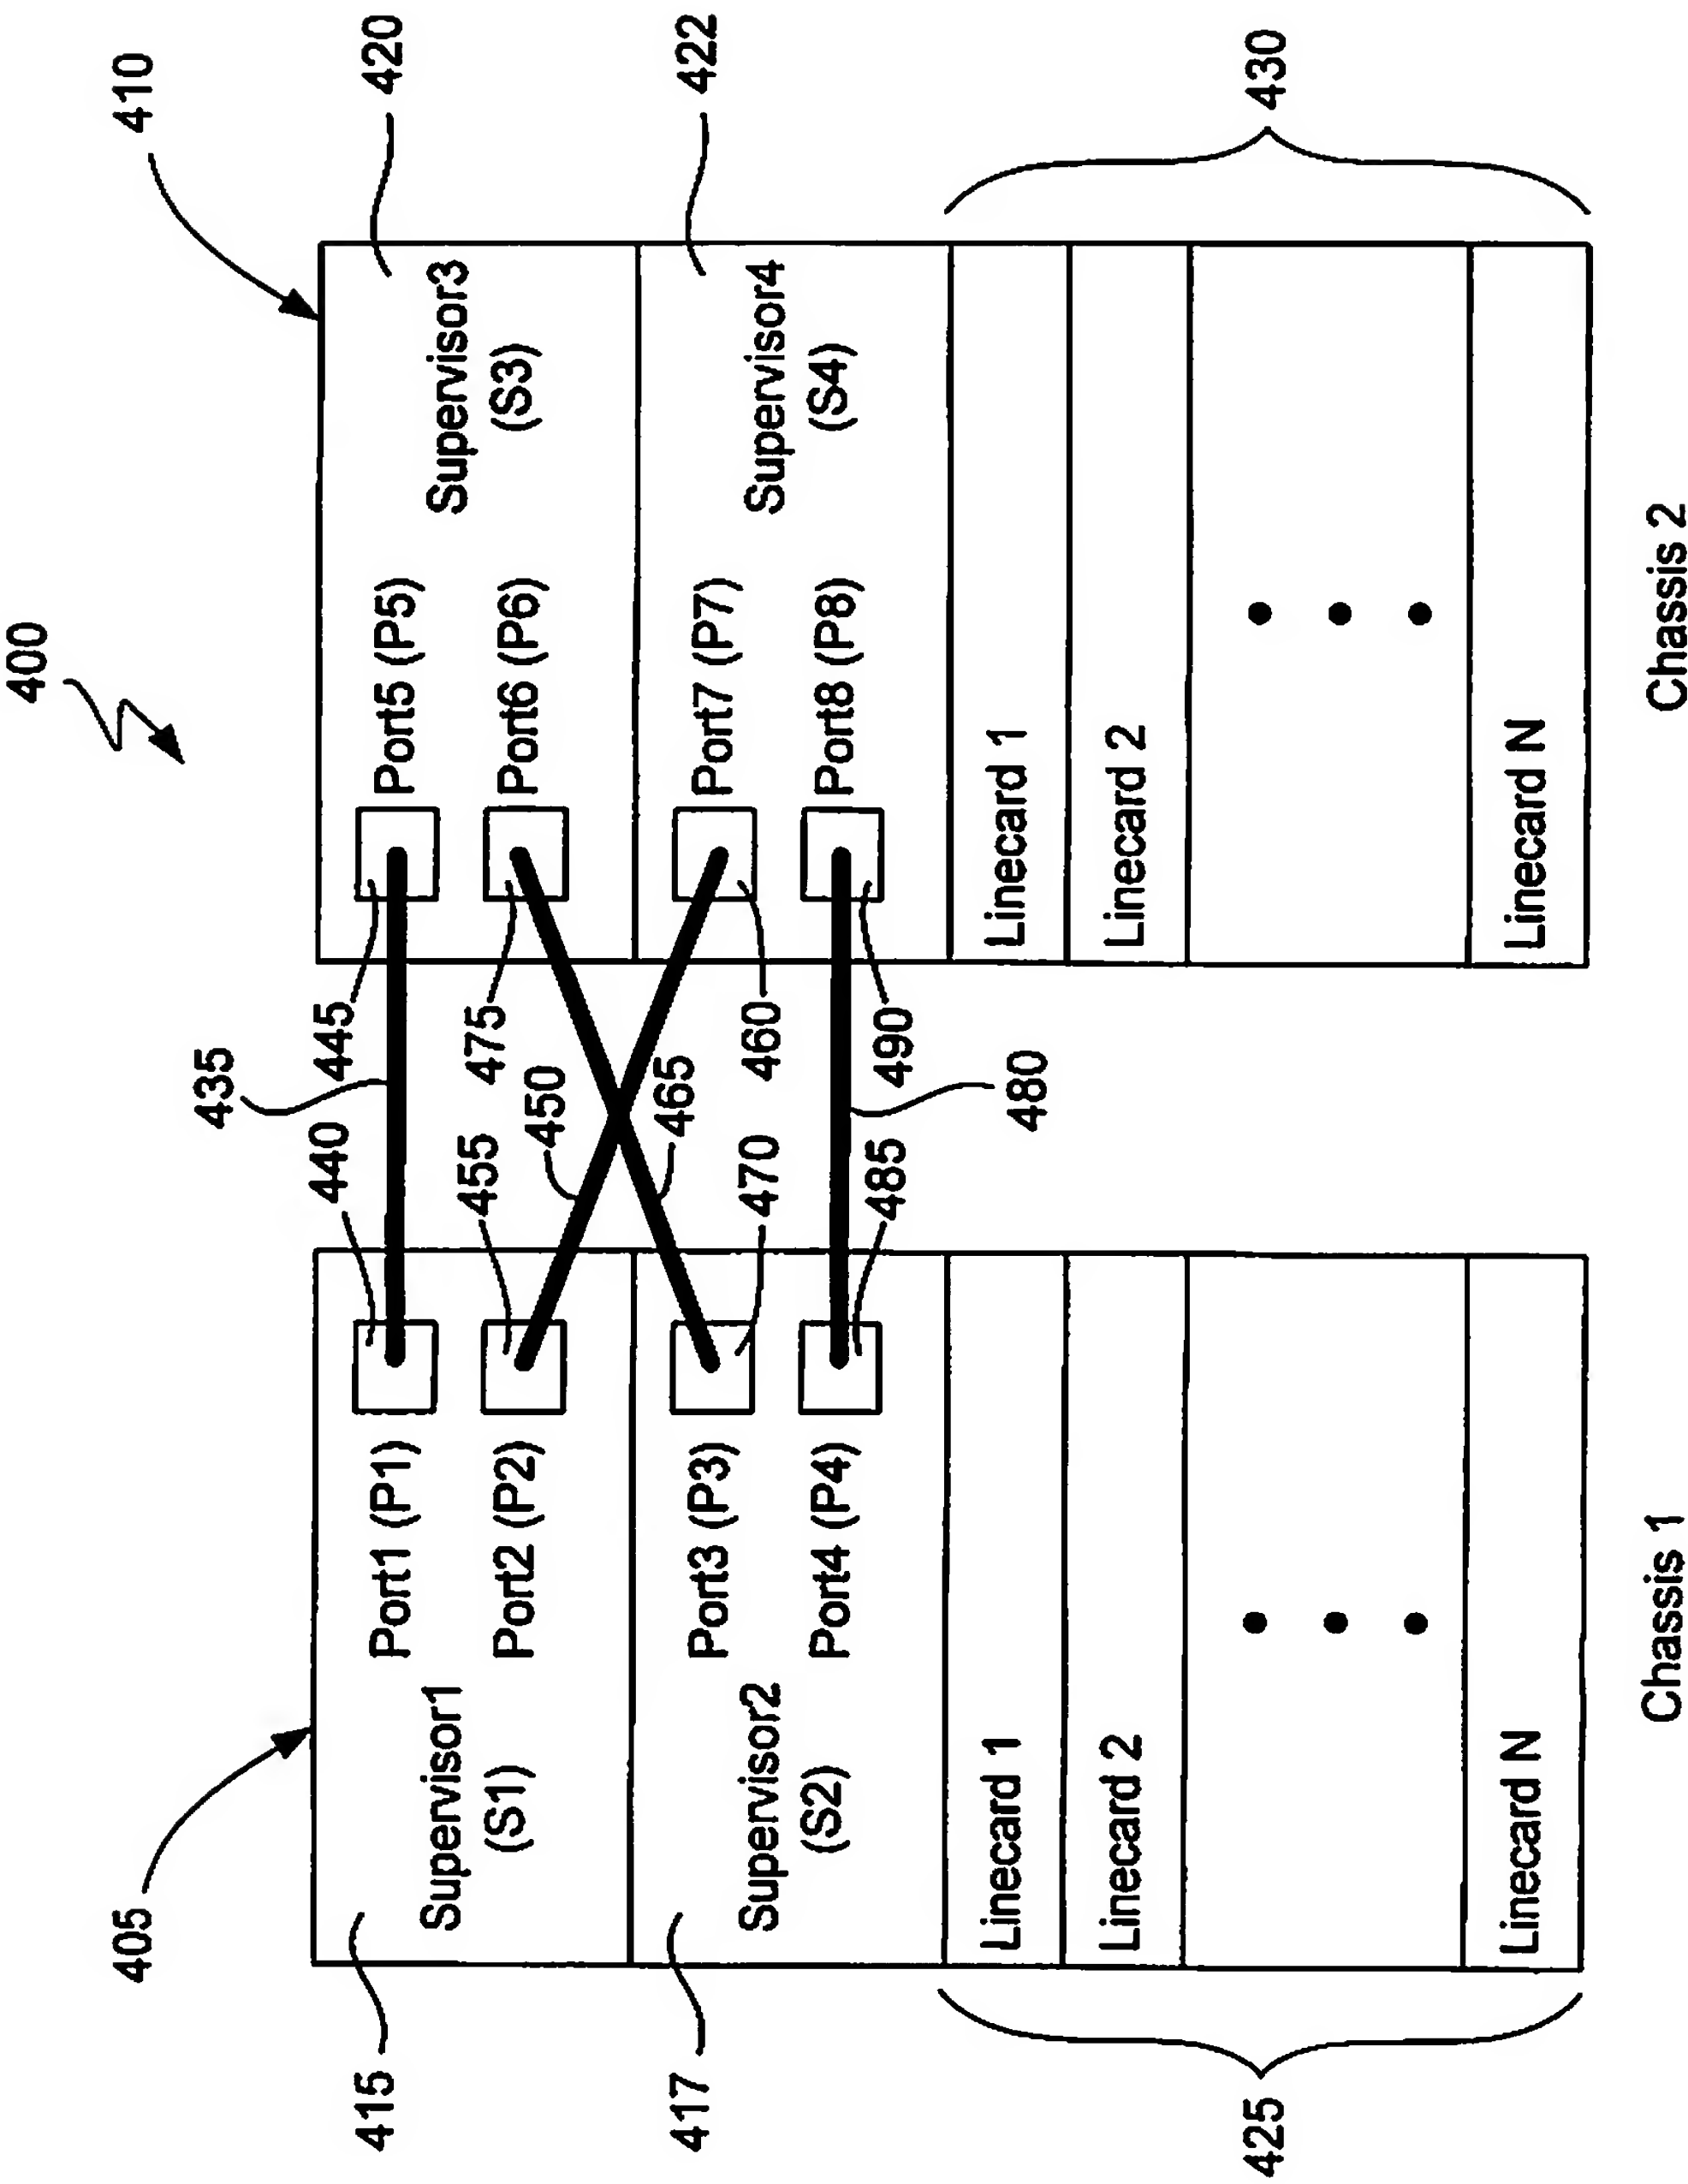 400
405
410
415
Supervisor1
(S1)
Port1 (P1)
Port2 (P2)
440
455
435
450
445
475
Port5 (P5)
Port6 (P6)
Supervisor3
(S3)
420
417
Supervisor2
(S2)
Port3 (P3)
Port4 (P4)
470
485
465
480
460
490
Port7 (P7)
Port8 (P8)
Supervisor4
(S4)
422
425
Linecard 1
Linecard 2
Linecard N
Linecard 1
Linecard 2
Linecard N
430
Chassis 1
Chassis 2